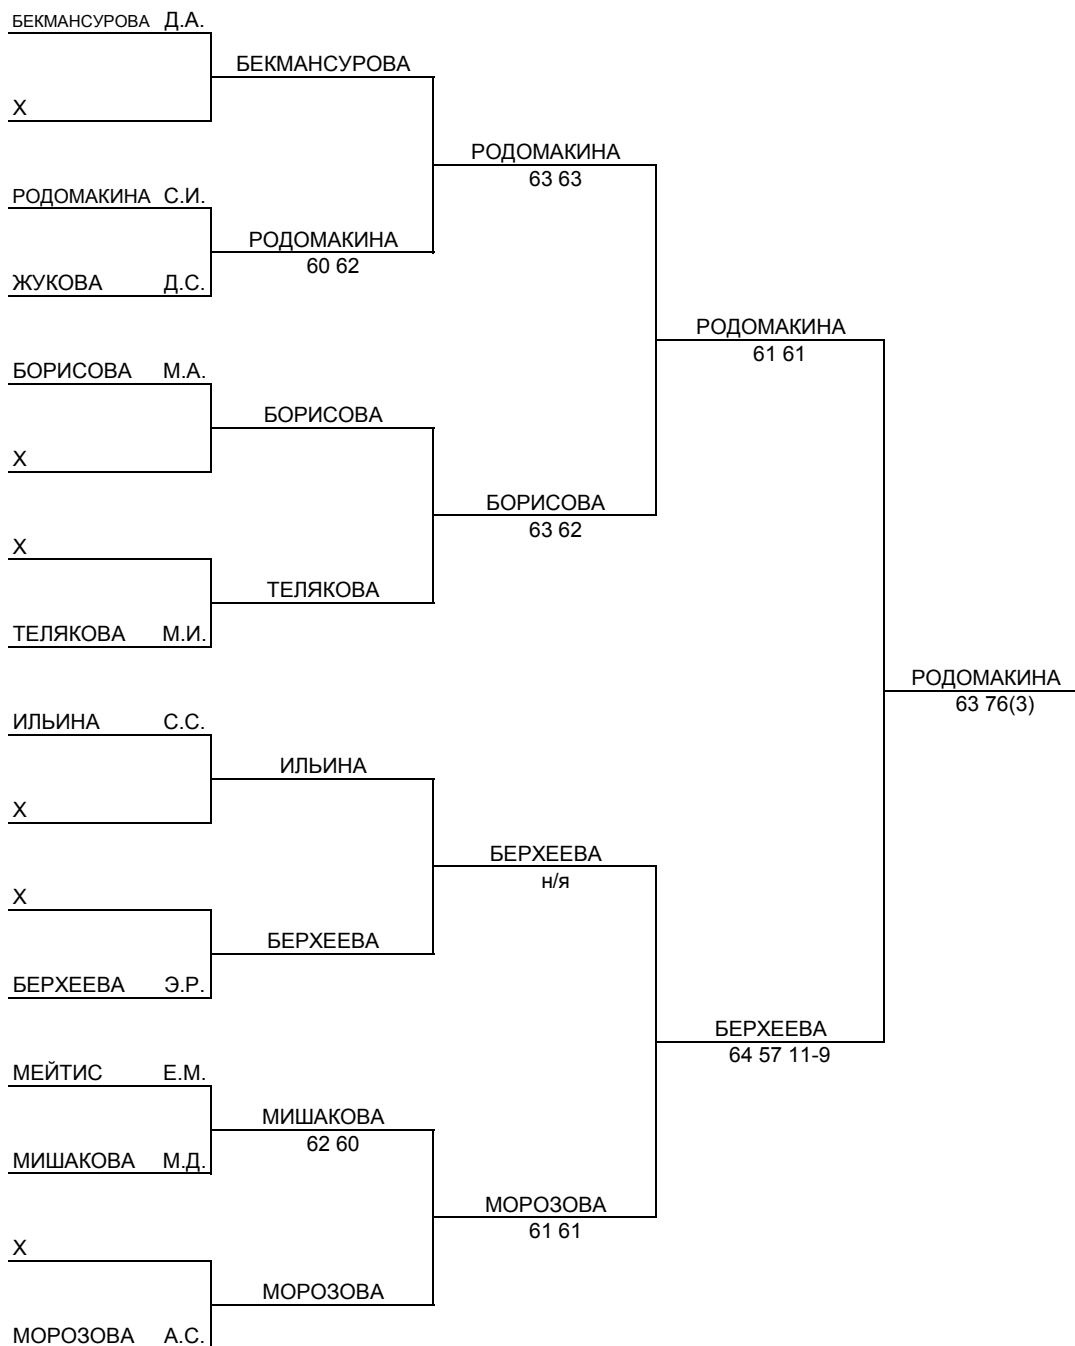 БЕКМАНСУРОВА Д.А.
БЕКМАНСУРОВА
X
РОДОМАКИНА
63 63
РОДОМАКИНА С.И.
РОДОМАКИНА
60 62
ЖУКОВА Д.С.
РОДОМАКИНА
61 61
БОРИСОВА М.А.
БОРИСОВА
X
БОРИСОВА
63 62
X
ТЕЛЯКОВА
ТЕЛЯКОВА М.И.
РОДОМАКИНА
63 76(3)
ИЛЬИНА С.С.
ИЛЬИНА
X
БЕРХЕЕВА
н/я
X
БЕРХЕЕВА
БЕРХЕЕВА Э.Р.
БЕРХЕЕВА
64 57 11-9
МЕЙТИС Е.М.
МИШАКОВА
62 60
МИШАКОВА М.Д.
МОРОЗОВА
61 61
X
МОРОЗОВА
МОРОЗОВА А.С.